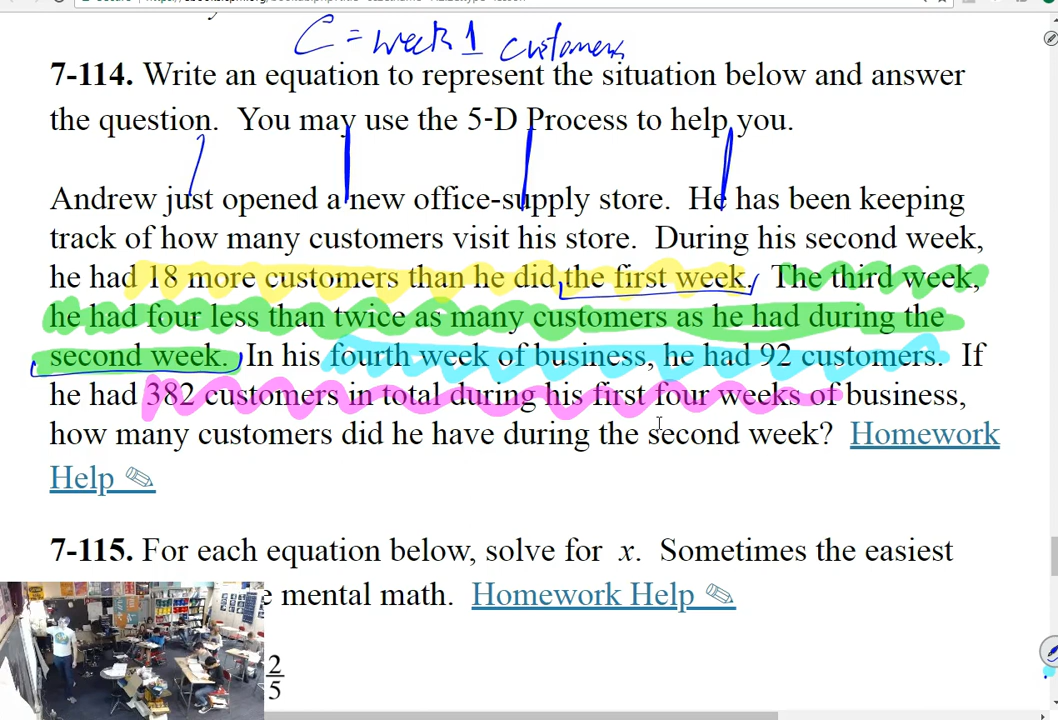 C = week 1 customers
7-114. Write an equation to represent the situation below and answer
the question. You may use the 5-D Process to help you.
Andrew just opened a new office-supply store. He has been keeping
track of how many customers visit his store. During his second week,
he had 18 more customers than he did the first week. The third week,
he had four less than twice as many customers as he had during the
second week. In his fourth week of business, he had 92 customers. If
he had 382 customers in total during his first four weeks of business,
how many customers did he have during the second week? Homework
Help
7-115. For each equation below, solve for x. Sometimes the easiest
mental math. Homework Help
2
5